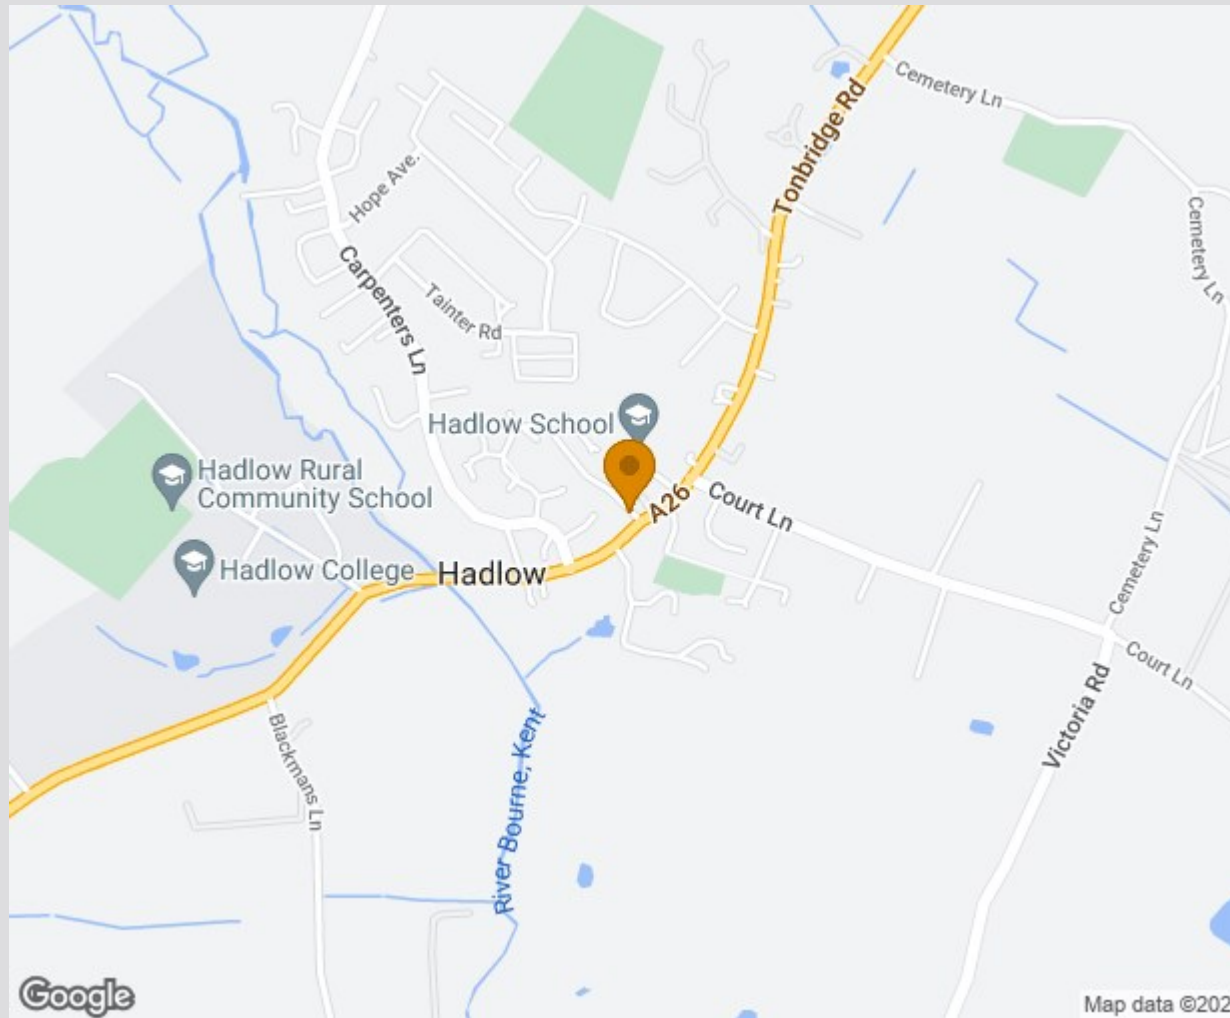 Cemetery Ln
Tonbridge Rd
Hope Ave.
Cemetery Ln
Carpenters Ln
Tainter Rd
Hadlow School
Hadlow Rural
Community School
A26
Court Ln
Cemetery Ln
Hadlow College
Hadlow
Court Ln
Victoria Rd
Blackmans Ln
River Bourne, Kent
Google
Map data ©202